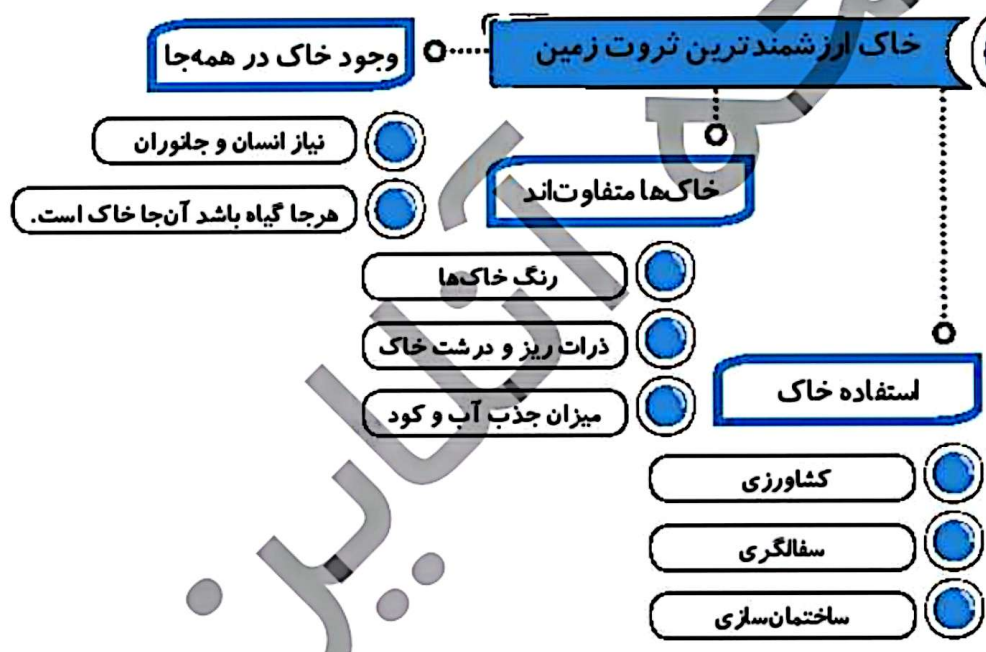 خاک ارزشمندترین ثروت زمین
وجود خاک در همه‌جا
نیاز انسان و جانوران
هرجا گیاه باشد آن‌جا خاک است.
خاک‌ها متفاوت‌اند
رنگ خاک‌ها
ذرات ریز و درشت خاک
میزان جذب آب و کود
استفاده خاک
کشاورزی
سفالگری
ساختمان‌سازی